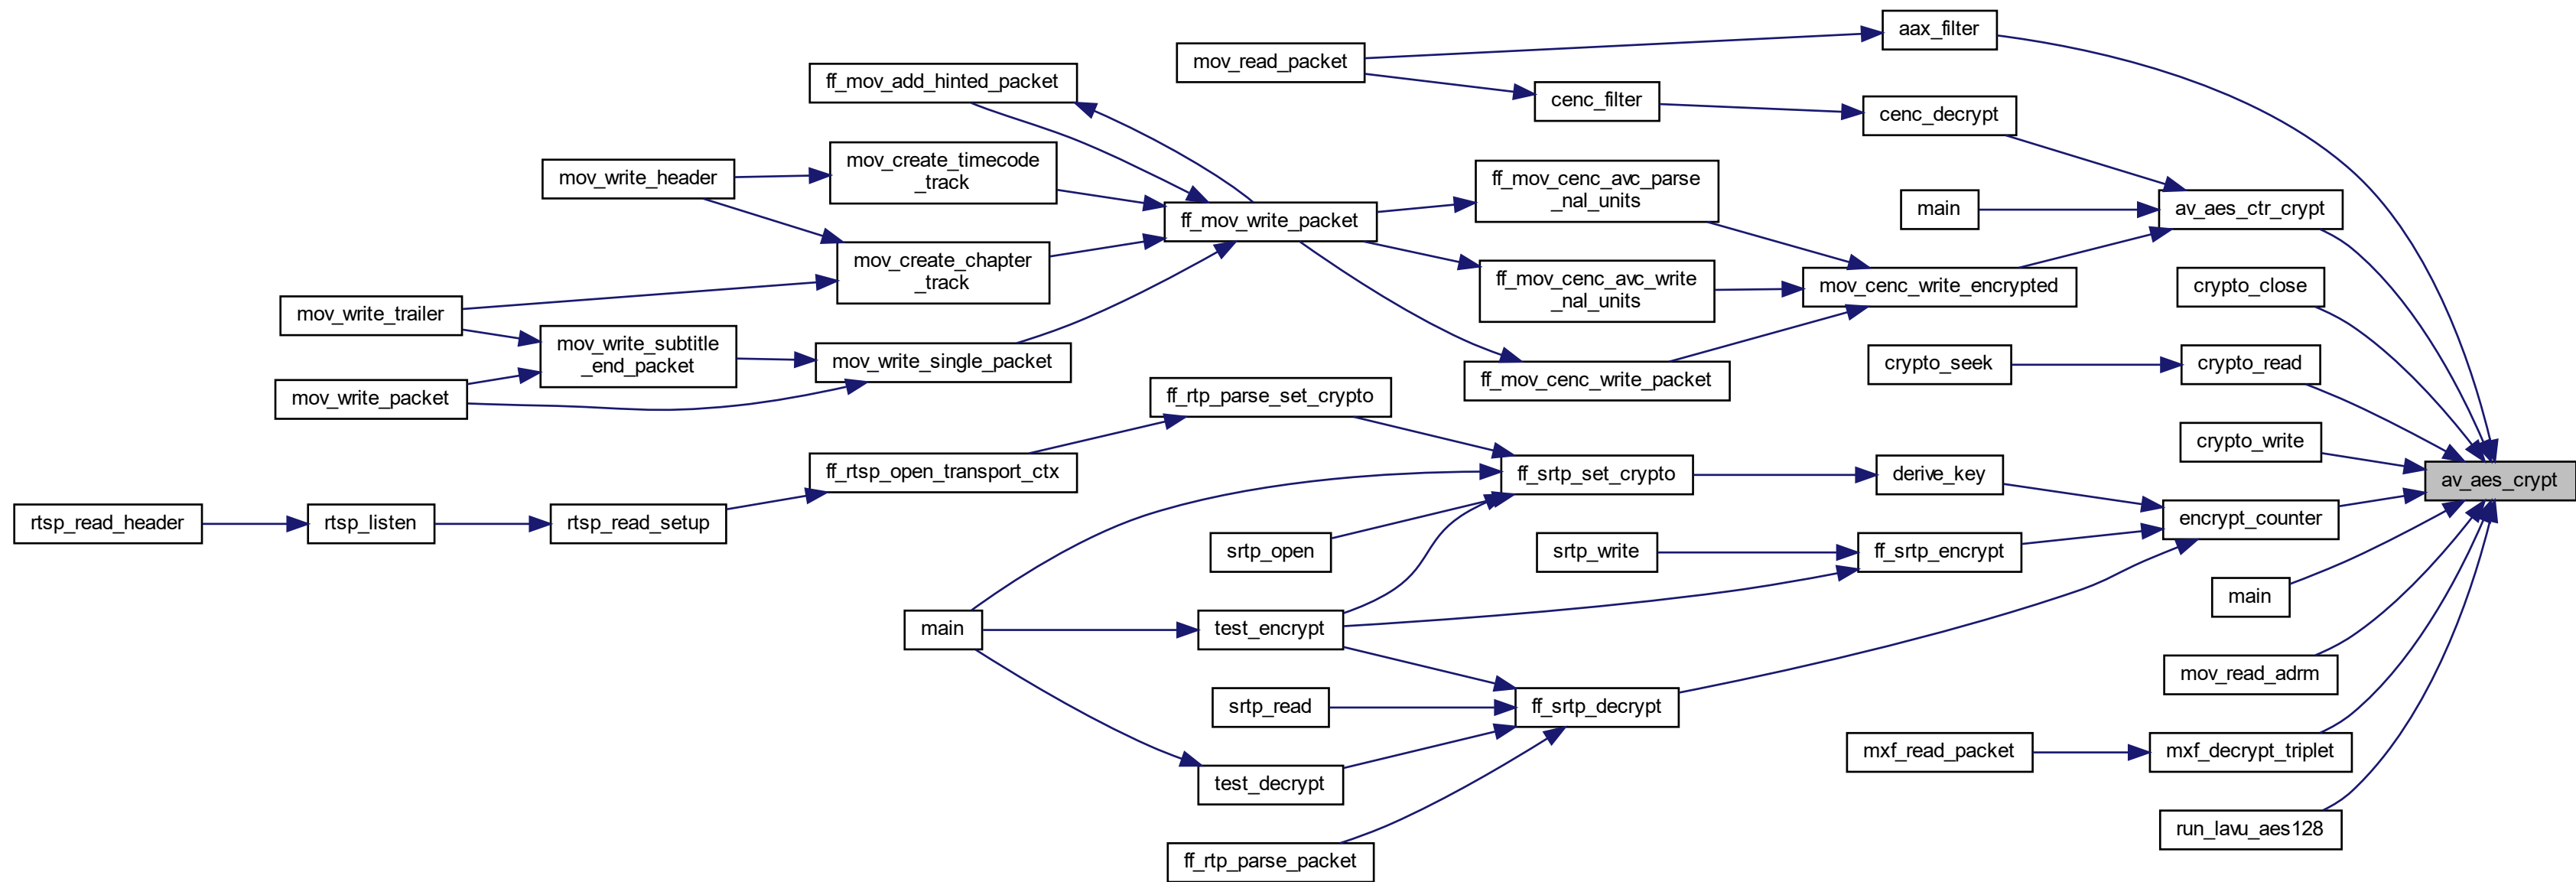 aax_filter
mov_read_packet
ff_mov_add_hinted_packet
cenc_filter
cenc_decrypt
mov_create_timecode
_track
mov_write_header
ff_mov_cenc_avc_parse
_nal_units
main
av_aes_ctr_crypt
ff_mov_write_packet
mov_create_chapter
_track
ff_mov_cenc_avc_write
_nal_units
mov_cenc_write_encrypted
crypto_close
mov_write_trailer
mov_write_subtitle
_end_packet
mov_write_single_packet
crypto_seek
crypto_read
ff_mov_cenc_write_packet
mov_write_packet
ff_rtp_parse_set_crypto
crypto_write
ff_rtsp_open_transport_ctx
ff_srtp_set_crypto
derive_key
av_aes_crypt
rtsp_read_header
rtsp_listen
rtsp_read_setup
encrypt_counter
srtp_open
srtp_write
ff_srtp_encrypt
main
main
test_encrypt
mov_read_adrm
srtp_read
ff_srtp_decrypt
mxf_read_packet
mxf_decrypt_triplet
test_decrypt
run_lavu_aes128
ff_rtp_parse_packet